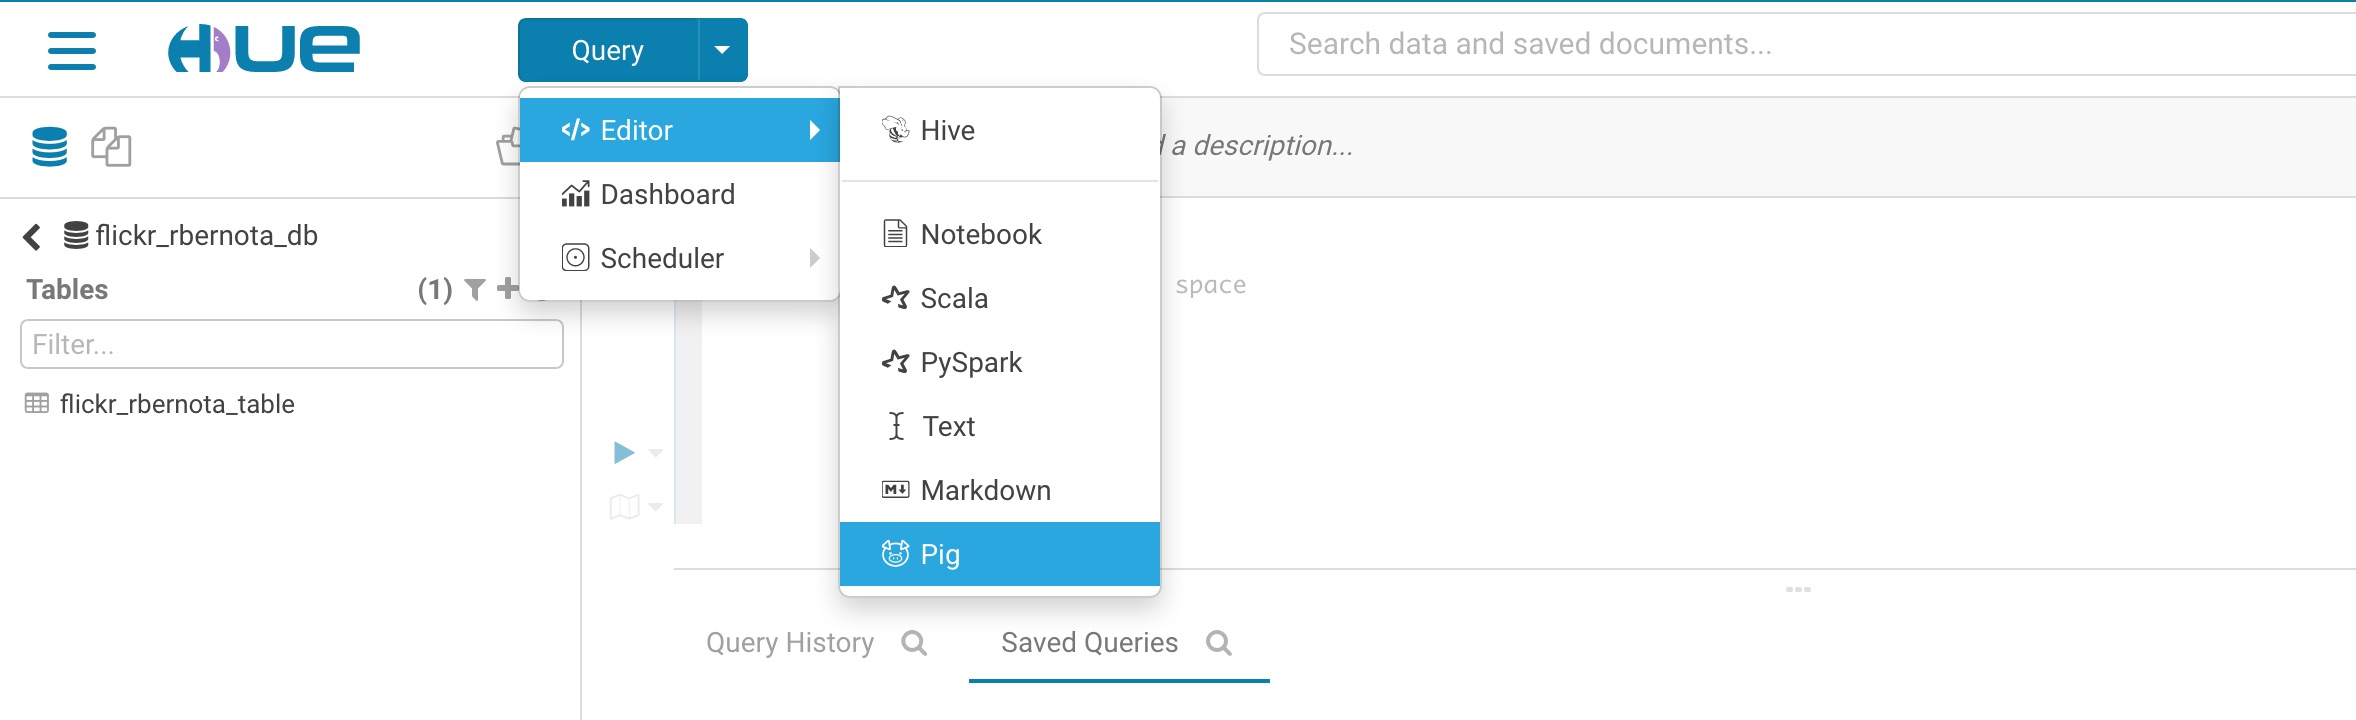 HUE
Query
Search data and saved documents...
Editor
Hive
a description...
Dashboard
flickr_rbernota_db
Notebook
Scheduler
Tables (1)
space
Scala
Filter...
PySpark
flickr_rbernota_table
Text
Markdown
Pig
Query History
Saved Queries